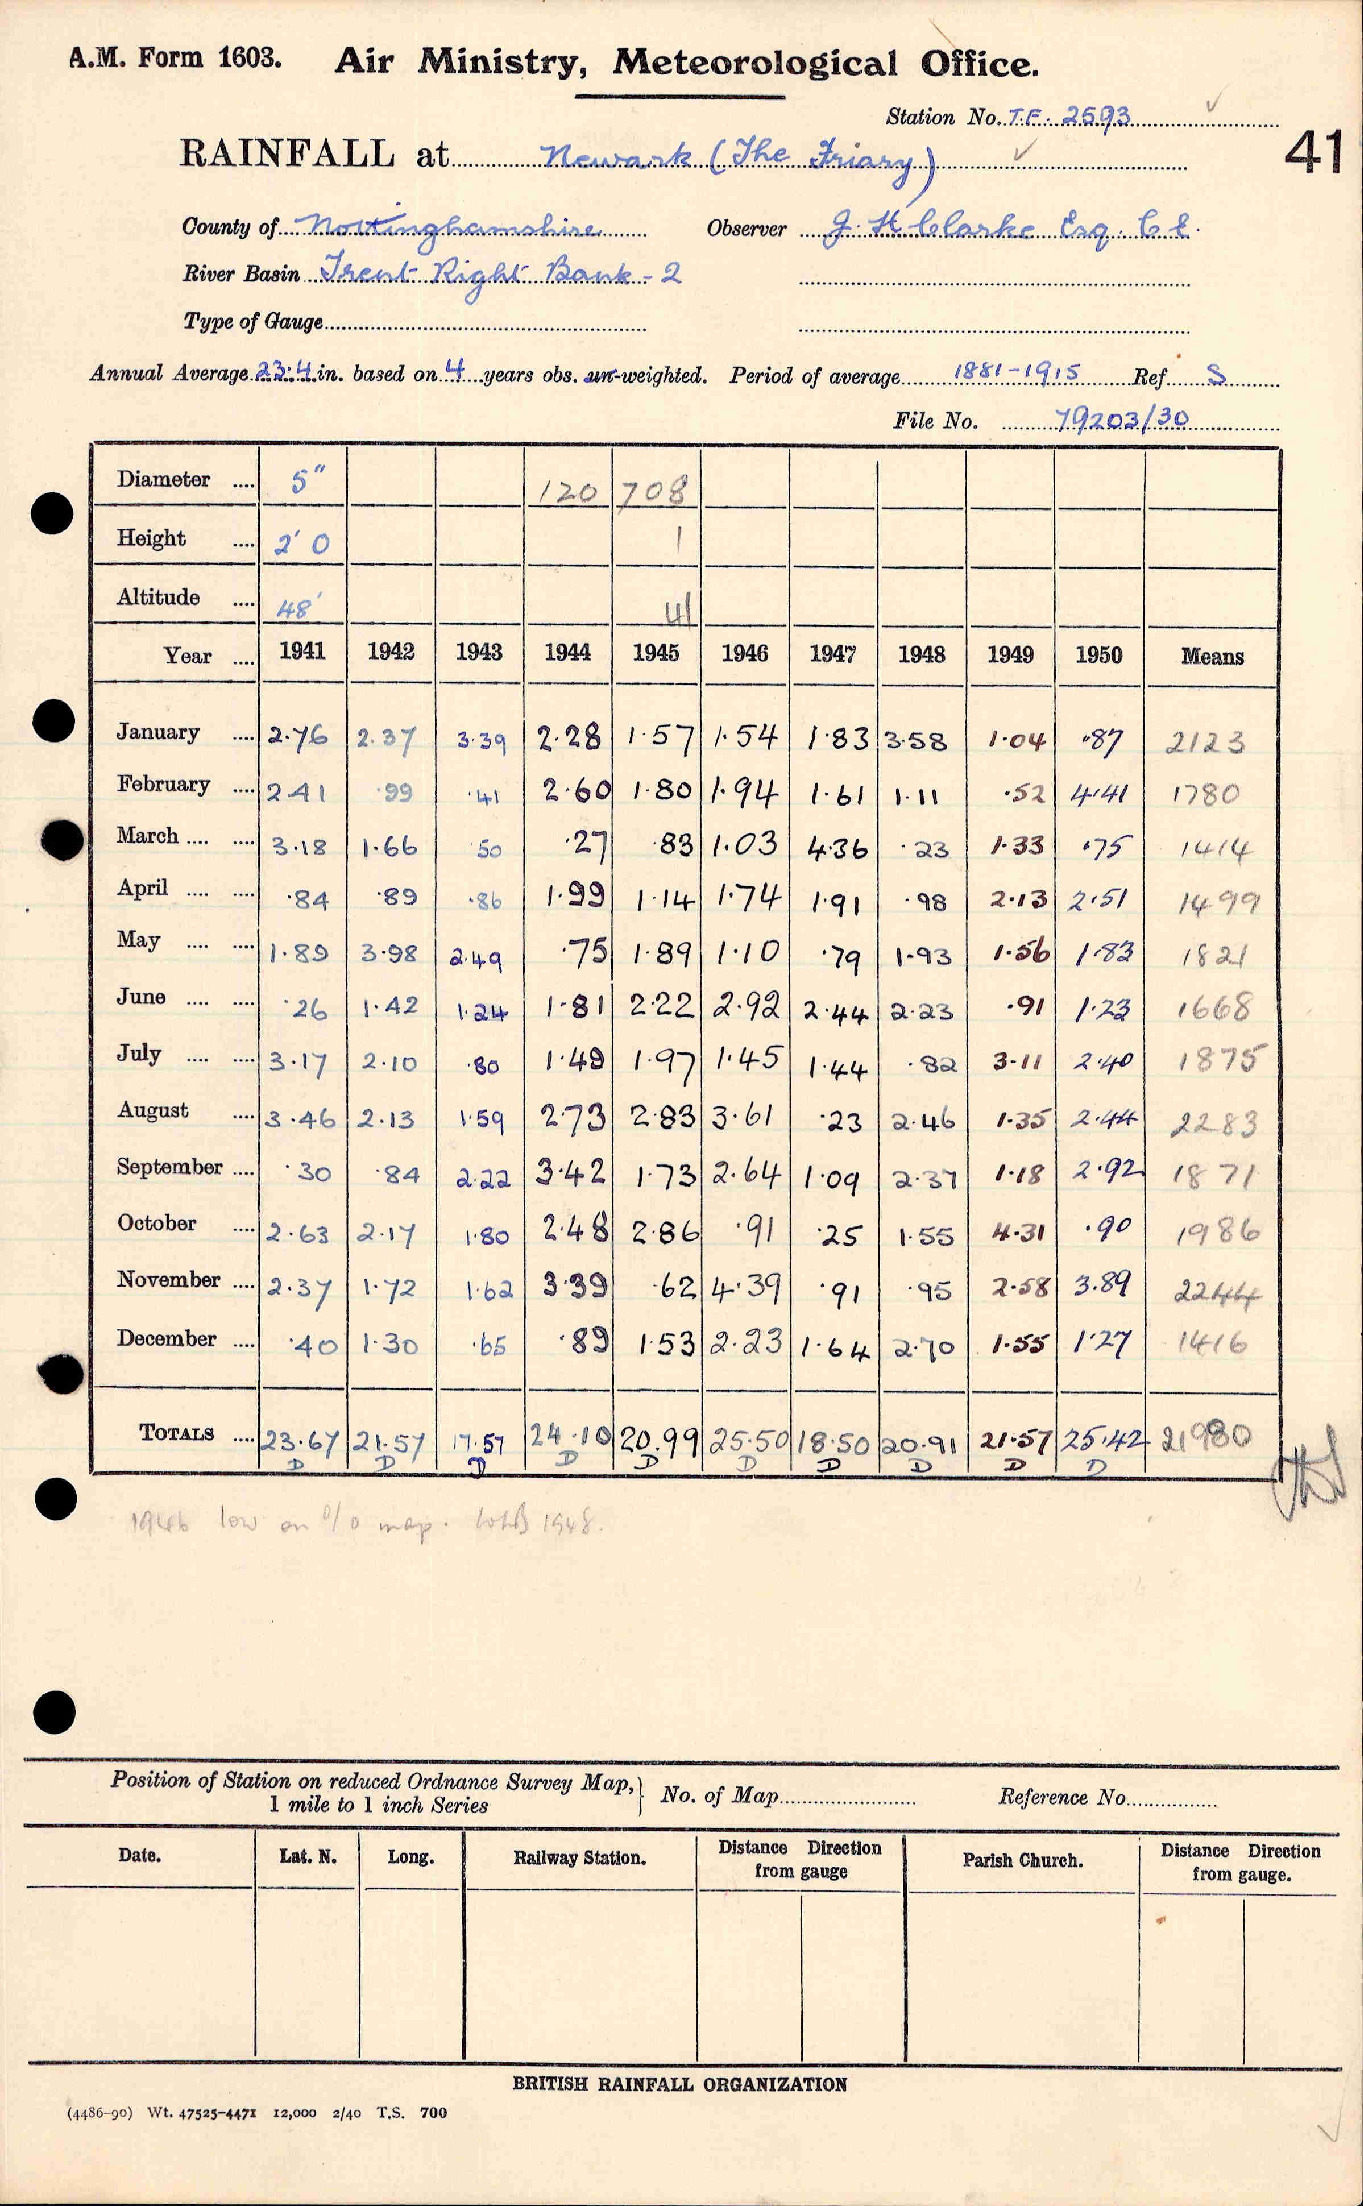 A.M. Form 1603. Air Ministry, Meteorological Office.
Station No. T.F. 2593
RAINFALL at Newark (The Friary)
41
County of Nottinghamshire Observer J. H Clarke Esq. C E.
River Basin Trent Right Bank - 2
Type of Gauge
Annual Average 23.4 in. based on 4 years obs. un-weighted. Period of average 1881-1915 Ref. S
File No. 79203/30
Diameter .... 5" 120 708
Height .... 2' 0 1
Altitude .... 48' 41
Year .... 1941 1942 1943 1944 1945 1946 1947 1948 1949 1950 Means
January .... 2.76 2.37 3.39 2.28 1.57 1.54 1.83 3.58 1.04 .87 2123
February .... 2.41 .99 .41 2.60 1.80 1.94 1.61 1.11 .52 4.41 1780
March .... .... 3.18 1.66 50 .27 .83 1.03 4.36 .23 1.33 .75 1414
April .... .... .84 .89 .86 1.99 1.14 1.74 1.91 .98 2.13 2.51 1499
May .... .... 1.89 3.98 2.49 .75 1.89 1.10 .79 1.93 1.56 1.83 1821
June .... .... .26 1.42 1.24 1.81 2.22 2.92 2.44 2.23 .91 1.23 1668
July .... .... 3.17 2.10 .80 1.49 1.97 1.45 1.44 .82 3.11 2.40 1875
August .... 3.46 2.13 1.59 2.73 2.83 3.61 .23 2.46 1.35 2.44 2283
September .... .30 .84 2.22 3.42 1.73 2.64 1.09 2.37 1.18 2.92 1871
October .... 2.63 2.17 1.80 2.48 2.86 .91 .25 1.55 4.31 .90 1986
November .... 2.37 1.72 1.62 3.39 .62 4.39 .91 .95 2.58 3.89 2244
December .... .40 1.30 .65 .89 1.53 2.23 1.64 2.70 1.55 1.27 1416
TOTALS .... 23.67 21.57 17.57 24.10 20.99 25.50 18.50 20.91 21.57 25.42 21980
D D D D D D D D D D
1946 low on %  map. 1948.
Position of Station on reduced Ordnance Survey Map, } No. of Map Reference No.
1 mile to 1 inch Series
Date. Lat. N. Long. Railway Station. Distance Direction from gauge Parish Church. Distance Direction from gauge.
BRITISH RAINFALL ORGANIZATION
(4486-90) Wt. 47525-4471 12,000 2/40 T.S. 700